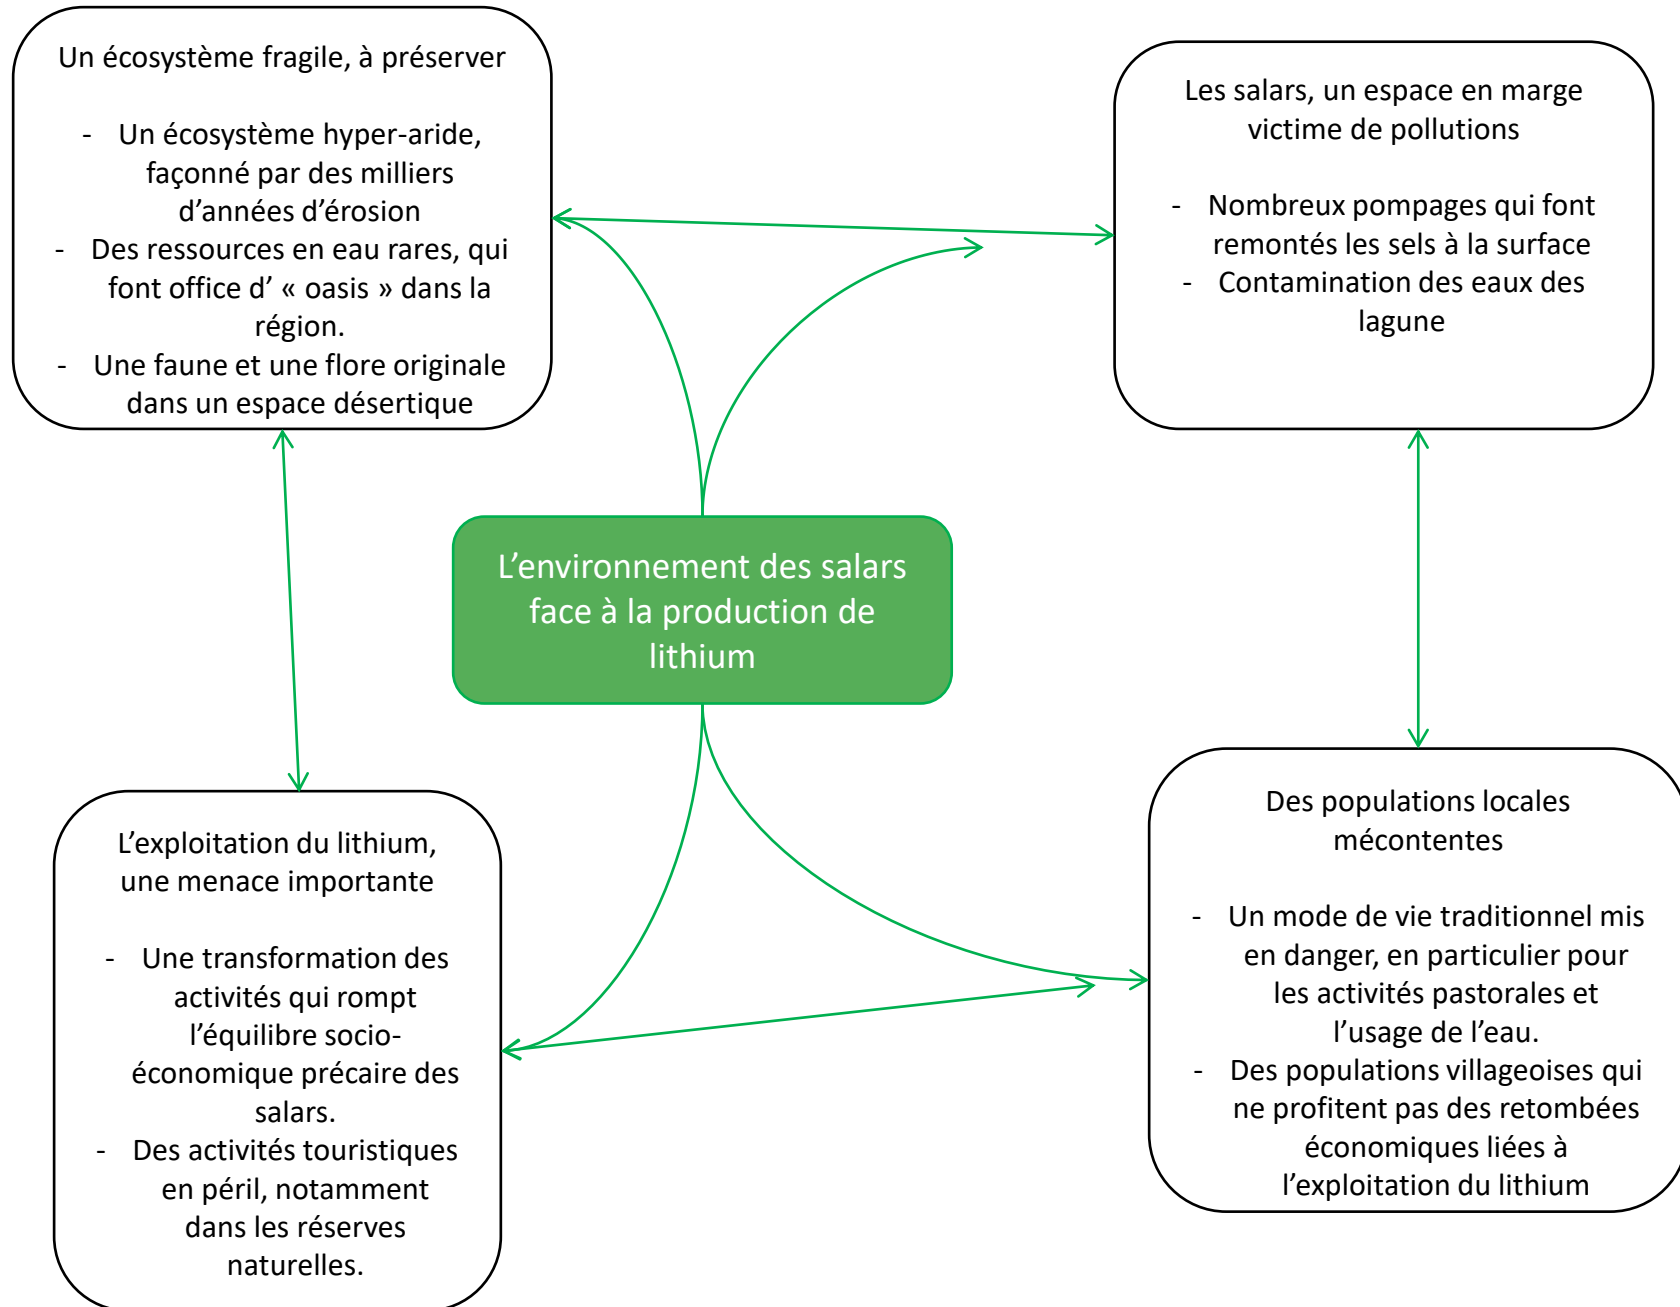 Un écosystème fragile, à préserver
- Un écosystème hyper-aride,
façonné par des milliers
d'années d'érosion
- Des ressources en eau rares, qui
font office d' « oasis » dans la
région.
- Une faune et une flore originale
dans un espace désertique
Les salars, un espace en marge
victime de pollutions
- Nombreux pompages qui font
remontés les sels à la surface
- Contamination des eaux des
lagune
L'environnement des salars
face à la production de
lithium
L'exploitation du lithium,
une menace importante
- Une transformation des
activités qui rompt
l'équilibre socio-
économique précaire des
salars.
- Des activités touristiques
en péril, notamment
dans les réserves
naturelles.
Des populations locales
mécontentes
- Un mode de vie traditionnel mis
en danger, en particulier pour
les activités pastorales et
l'usage de l'eau.
- Des populations villageoises qui
ne profitent pas des retombées
économiques liées à
l'exploitation du lithium